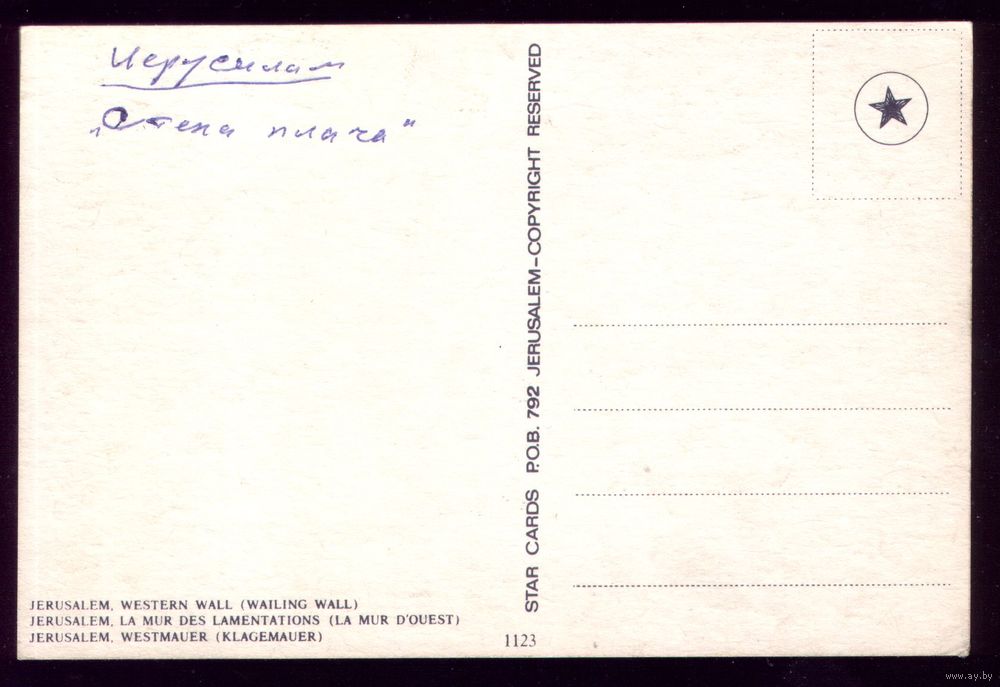 Иерусалим
„Стена плача"
STAR CARDS P.O.B. 792 JERUSALEM–COPYRIGHT RESERVED
JERUSALEM, WESTERN WALL (WAILING WALL)
JERUSALEM, LA MUR DES LAMENTATIONS (LA MUR D'OUEST)
JERUSALEM, WESTMAUER (KLAGEMAUER)
1123
www.ay.by